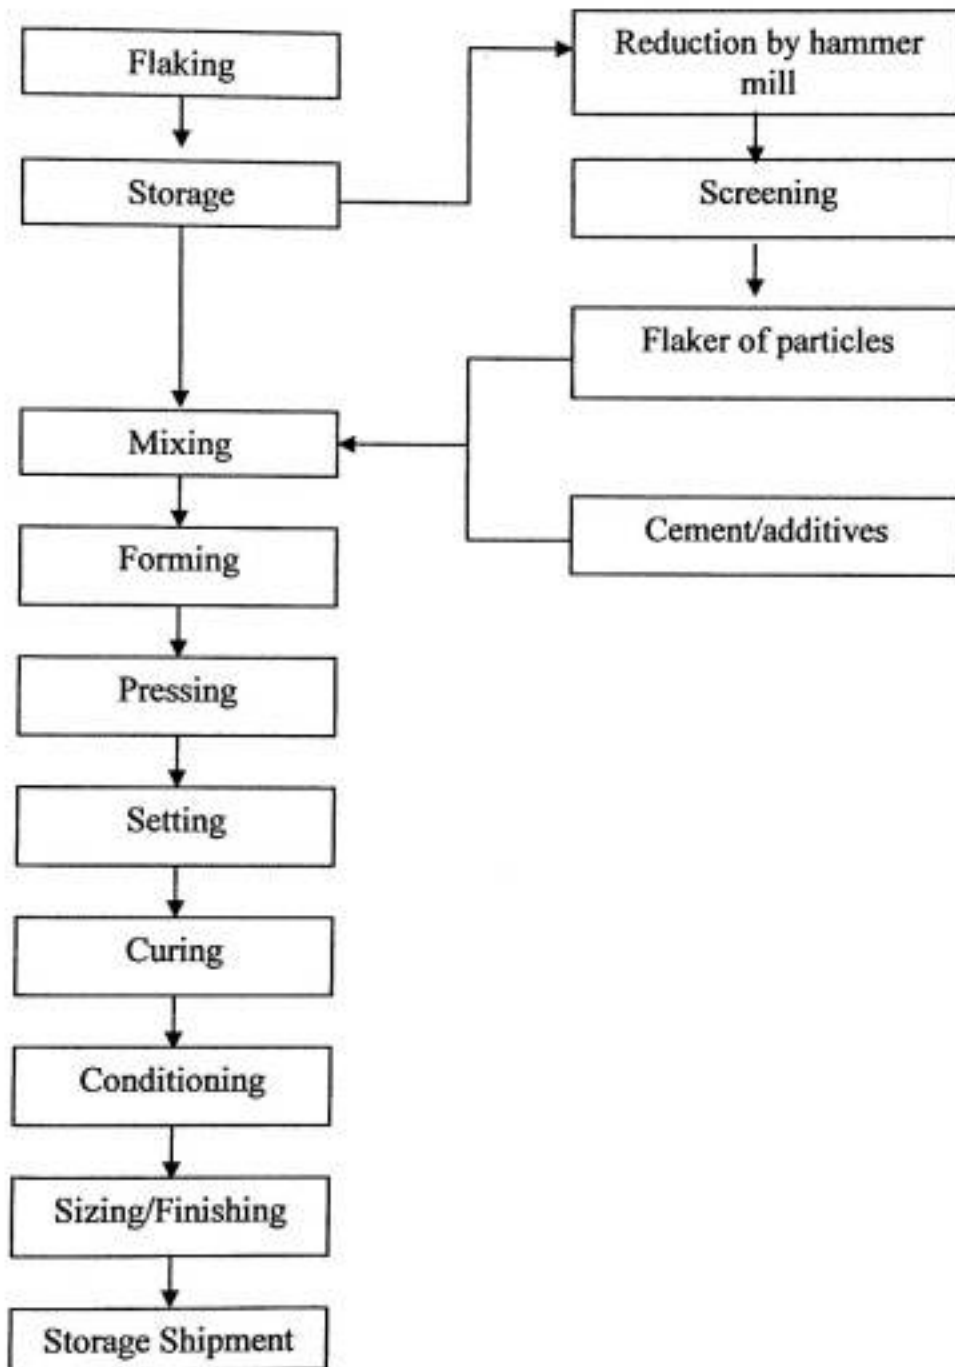 Flaking
Storage
Mixing
Forming
Pressing
Setting
Curing
Conditioning
Sizing/Finishing
Storage Shipment
Reduction by hammer
mill
Screening
Flaker of particles
Cement/additives